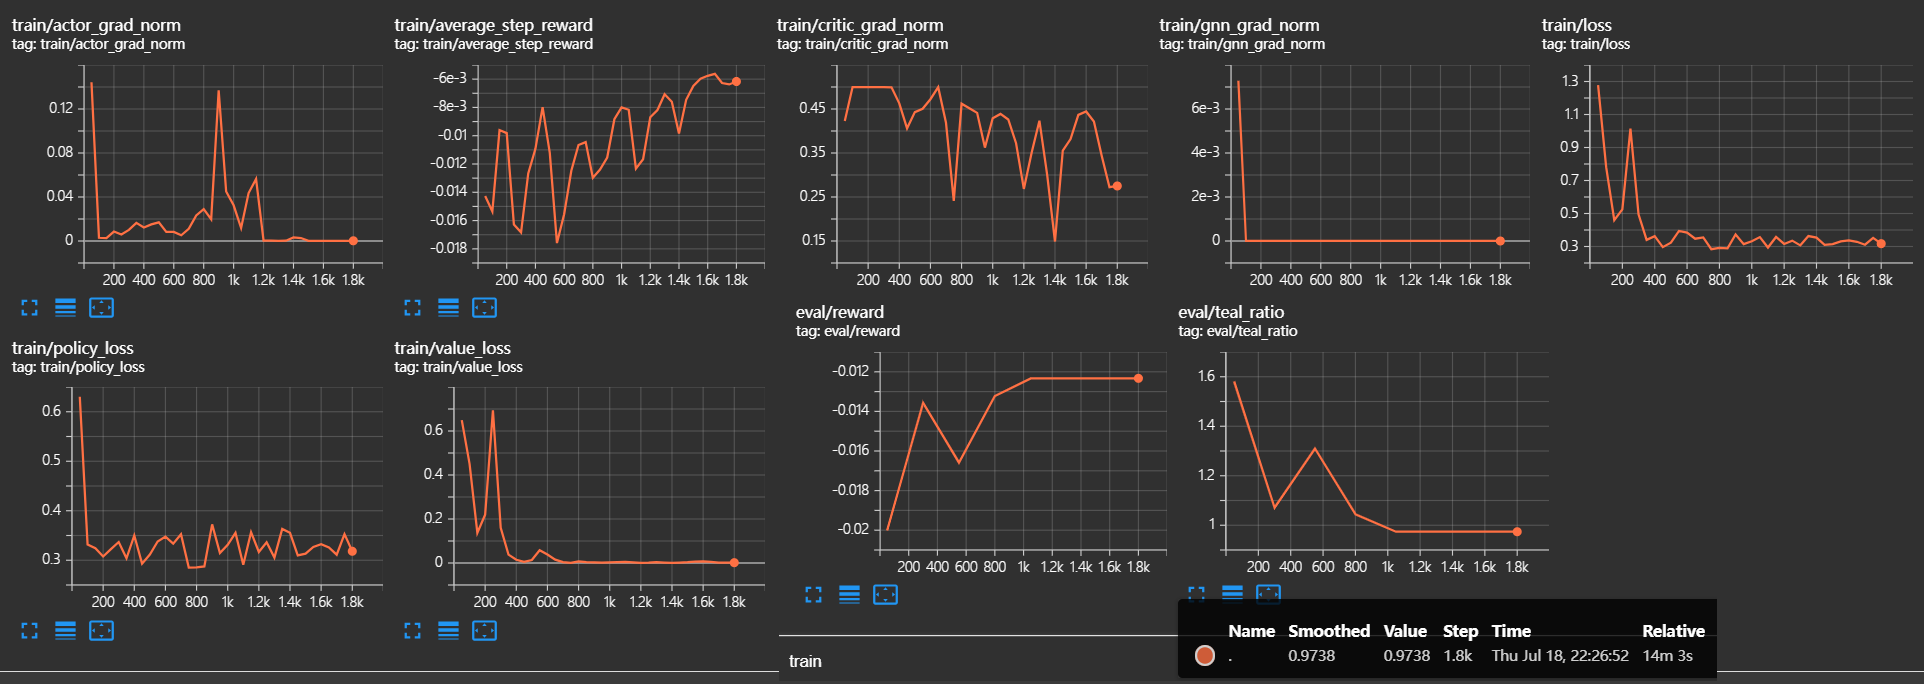 train/actor_grad_norm
tag: train/actor_grad_norm
0.12
0.08
0.04
0
200 400 600 800 1k 1.2k 1.4k 1.6k 1.8k
train/average_step_reward
tag: train/average_step_reward
-6e-3
-8e-3
-0.01
-0.012
-0.014
-0.016
-0.018
200 400 600 800 1k 1.2k 1.4k 1.6k 1.8k
train/critic_grad_norm
tag: train/critic_grad_norm
0.45
0.35
0.25
0.15
200 400 600 800 1k 1.2k 1.4k 1.6k 1.8k
train/gnn_grad_norm
tag: train/gnn_grad_norm
6e-3
4e-3
2e-3
0
200 400 600 800 1k 1.2k 1.4k 1.6k 1.8k
train/loss
tag: train/loss
1.3
1.1
0.9
0.7
0.5
0.3
200 400 600 800 1k 1.2k 1.4k 1.6k 1.8k
train/policy_loss
tag: train/policy_loss
0.6
0.5
0.4
0.3
200 400 600 800 1k 1.2k 1.4k 1.6k 1.8k
train/value_loss
tag: train/value_loss
0.6
0.4
0.2
0
200 400 600 800 1k 1.2k 1.4k 1.6k 1.8k
eval/reward
tag: eval/reward
-0.012
-0.014
-0.016
-0.018
-0.02
200 400 600 800 1k 1.2k 1.4k 1.6k 1.8k
eval/teal_ratio
tag: eval/teal_ratio
1.6
1.4
1.2
1
200 400 600 800 1k 1.2k 1.4k 1.6k 1.8k
train
Name Smoothed Value Step Time Relative
. 0.9738 0.9738 1.8k Thu Jul 18, 22:26:52 14m 3s